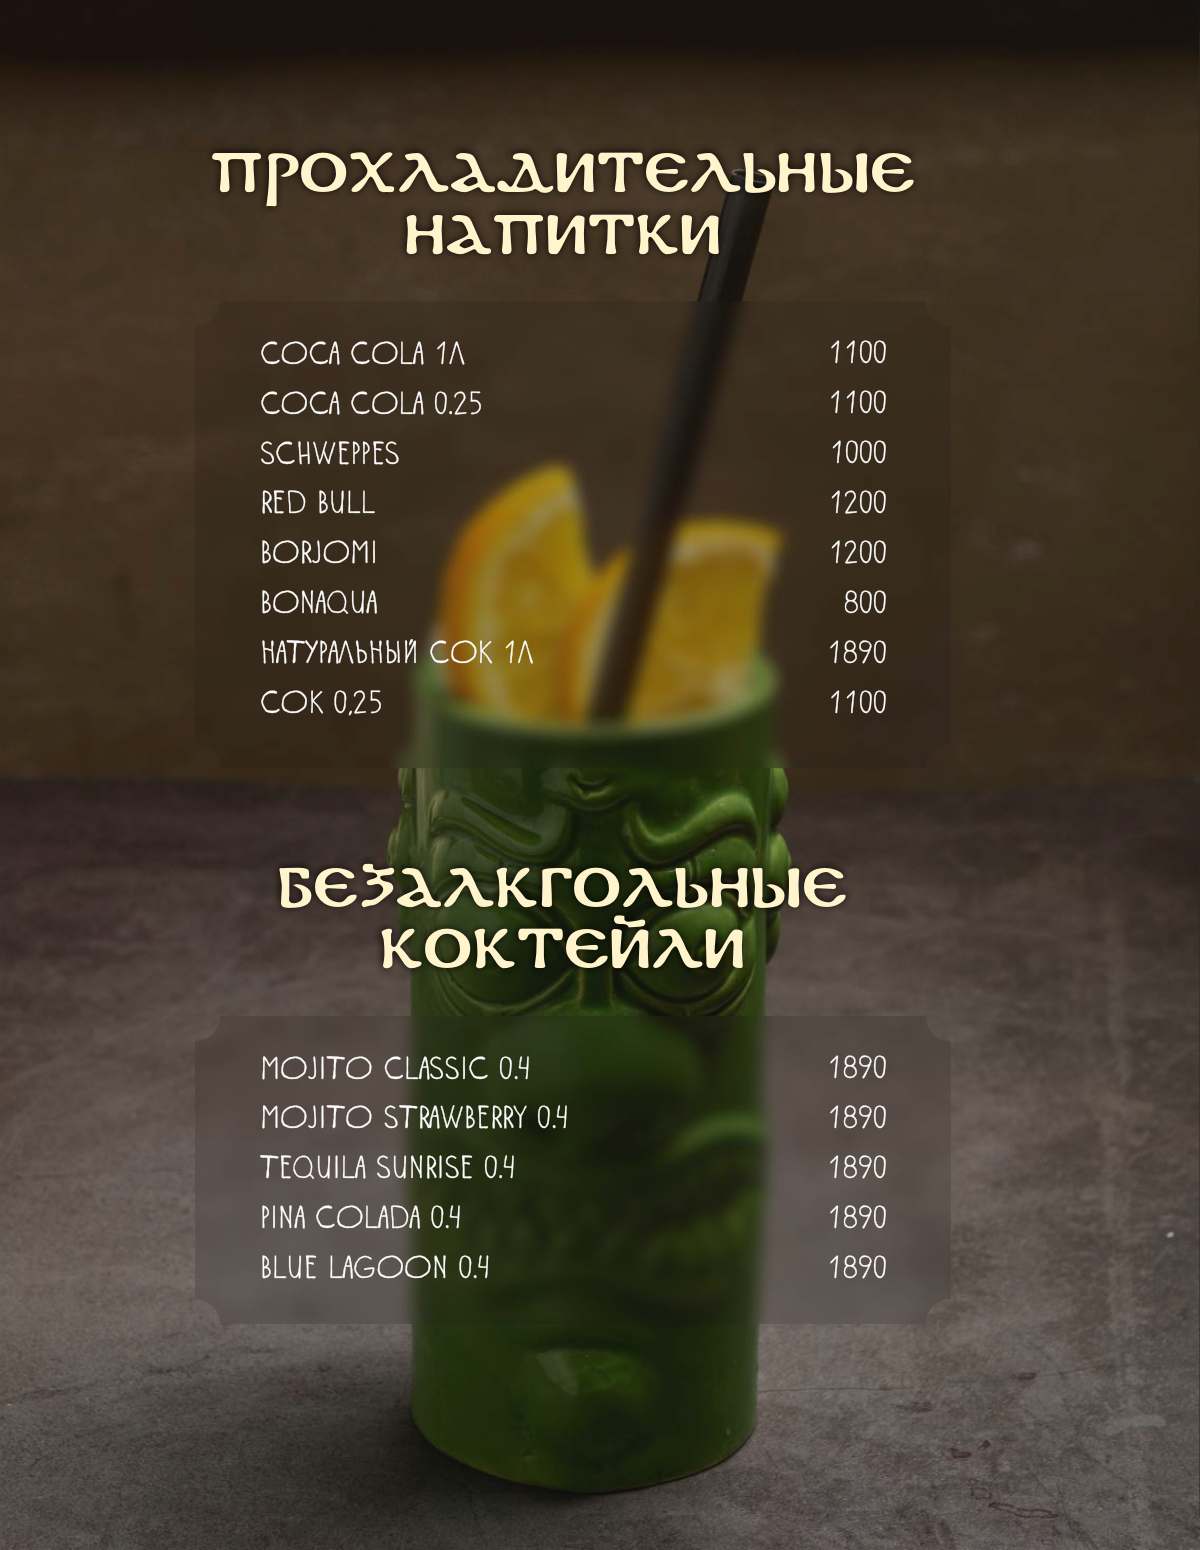 ПРОХЛАДИТЕЛЬНЫЕ
НАПИТКИ
COCA COLA 1Л 1100
COCA COLA 0.25 1100
SCHWEPPES 1000
RED BULL 1200
BORJOMI 1200
BONAQUA 800
НАТУРАЛЬНЫЙ СОК 1Л 1890
СОК 0,25 1100
БЕЗАЛКГОЛЬНЫЕ
КОКТЕЙЛИ
MOJITO CLASSIC 0.4 1890
MOJITO STRAWBERRY 0.4 1890
TEQUILA SUNRISE 0.4 1890
PINA COLADA 0.4 1890
BLUE LAGOON 0.4 1890